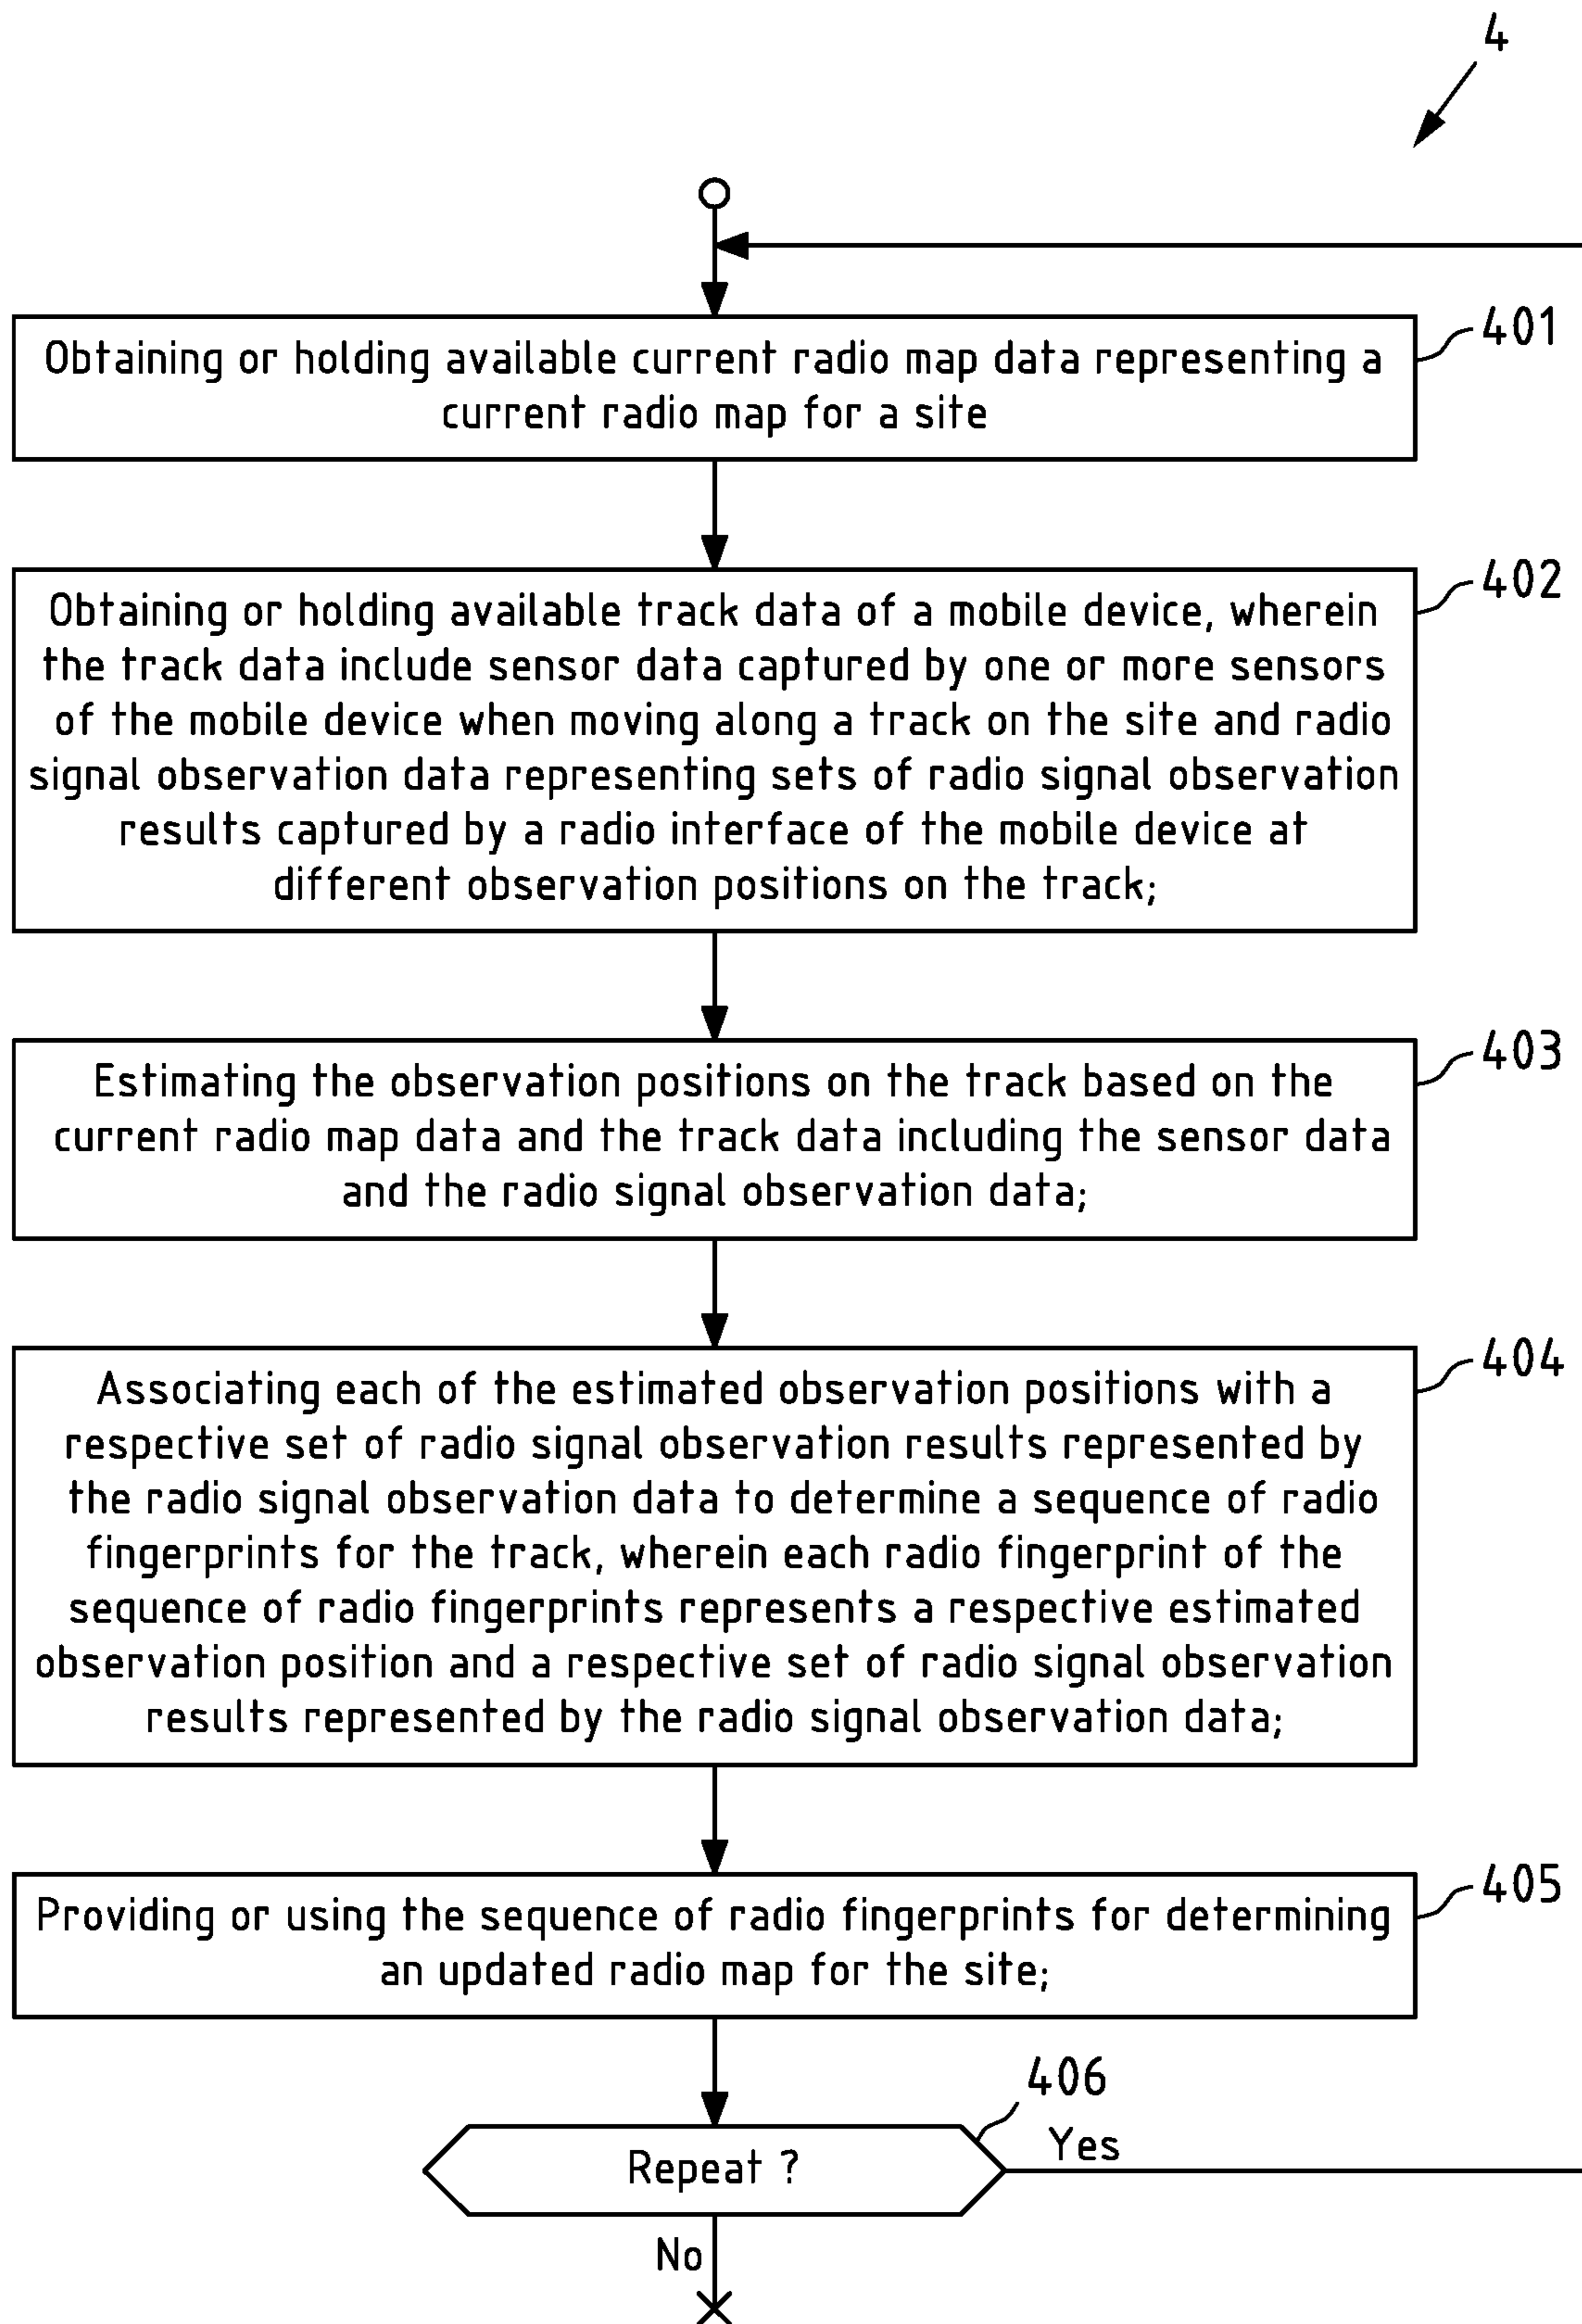 4
401
Obtaining or holding available current radio map data representing a
current radio map for a site
402
Obtaining or holding available track data of a mobile device, wherein
the track data include sensor data captured by one or more sensors
of the mobile device when moving along a track on the site and radio
signal observation data representing sets of radio signal observation
results captured by a radio interface of the mobile device at
different observation positions on the track;
403
Estimating the observation positions on the track based on the
current radio map data and the track data including the sensor data
and the radio signal observation data;
404
Associating each of the estimated observation positions with a
respective set of radio signal observation results represented by
the radio signal observation data to determine a sequence of radio
fingerprints for the track, wherein each radio fingerprint of the
sequence of radio fingerprints represents a respective estimated
observation position and a respective set of radio signal observation
results represented by the radio signal observation data;
405
Providing or using the sequence of radio fingerprints for determining
an updated radio map for the site;
406
Repeat ?
Yes
No